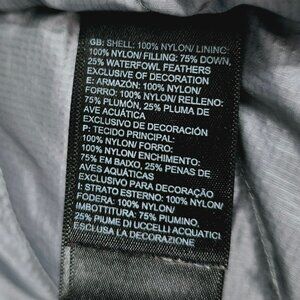 GB: SHELL: 100% NYLON/ LINING:
100% NYLON/ FILLING: 75% DOWN,
25% WATERFOWL FEATHERS
EXCLUSIVE OF DECORATION
E: ARMAZÓN: 100% NYLON/
FORRO: 100% NYLON/ RELLENO:
75% PLUMÓN, 25% PLUMA DE
AVE ACUÁTICA
EXCLUSIVO DE DECORACIÓN
P: TECIDO PRINCIPAL:
100% NYLON/ FORRO:
100% NYLON/ ENCHIMENTO:
75% EM BAIXO, 25% PENAS DE
AVES AQUÁTICAS
EXCLUSIVO PARA DECORAÇÃO
I: STRATO ESTERNO: 100% NYLON/
FODERA: 100% NYLON/
IMBOTTITURA: 75% PIUMINO,
25% PIUME DI UCCELLI ACQUATICI
ESCLUSA LA DECORAZIONE